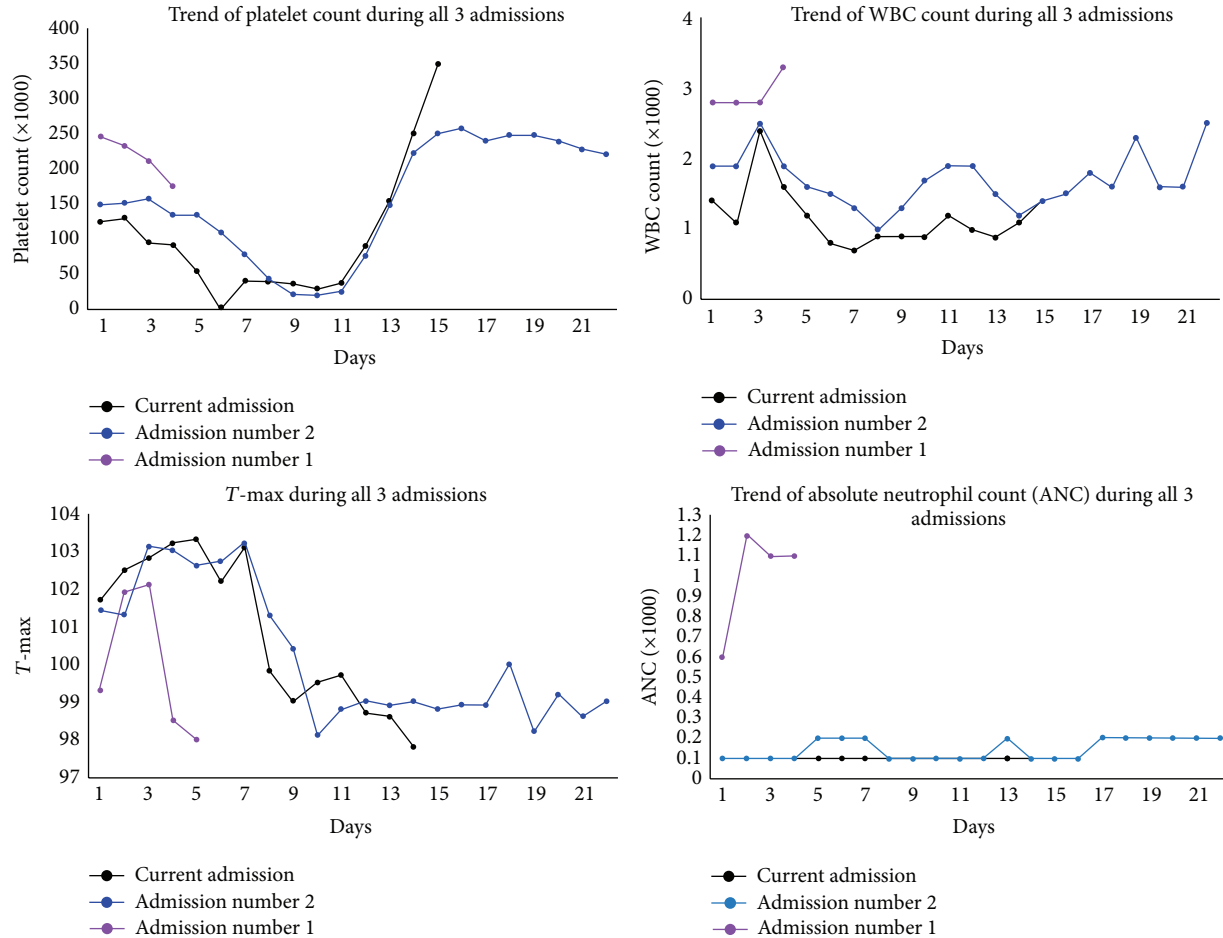 Trend of platelet count during all 3 admissions
400
350
300
250
200
150
100
50
0
Platelet count (×1000)
1 3 5 7 9 11 13 15 17 19 21
Days
Current admission
Admission number 2
Admission number 1
Trend of WBC count during all 3 admissions
4
3
2
1
0
WBC count (×1000)
1 3 5 7 9 11 13 15 17 19 21
Days
Current admission
Admission number 2
Admission number 1
T-max during all 3 admissions
104
103
102
101
100
99
98
97
T-max
1 3 5 7 9 11 13 15 17 19 21
Days
Current admission
Admission number 2
Admission number 1
Trend of absolute neutrophil count (ANC) during all 3
admissions
1.3
1.2
1.1
1
0.9
0.8
0.7
0.6
0.5
0.4
0.3
0.2
0.1
0
ANC (×1000)
1 3 5 7 9 11 13 15 17 19 21
Days
Current admission
Admission number 2
Admission number 1